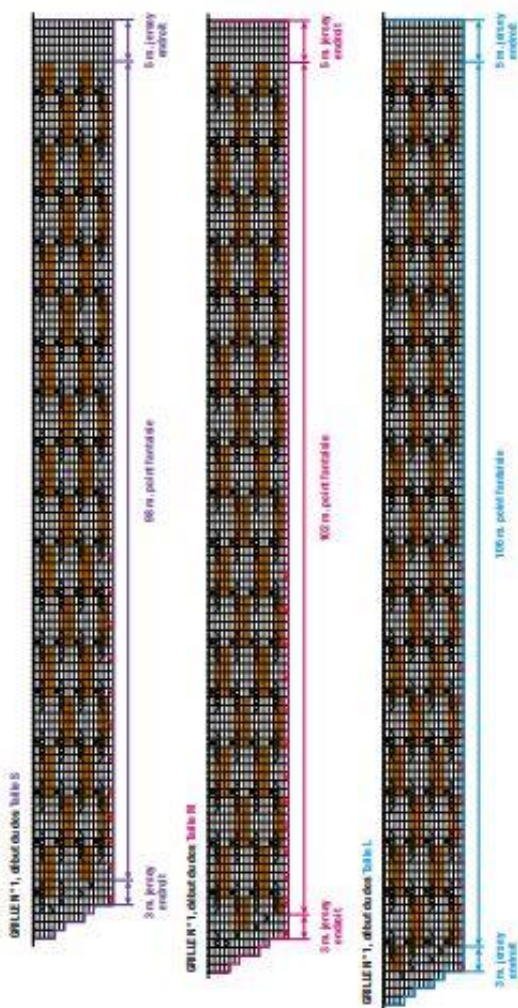 GRILLE N° 1, début du dos Taille S
3 m. jersey
endroit
98 m. point fantaisie
5 m. jersey
endroit
GRILLE N° 1, début du dos Taille M
3 m. jersey
endroit
102 m. point fantaisie
5 m. jersey
endroit
GRILLE N° 1, début du dos Taille L
3 m. jersey
endroit
106 m. point fantaisie
5 m. jersey
endroit